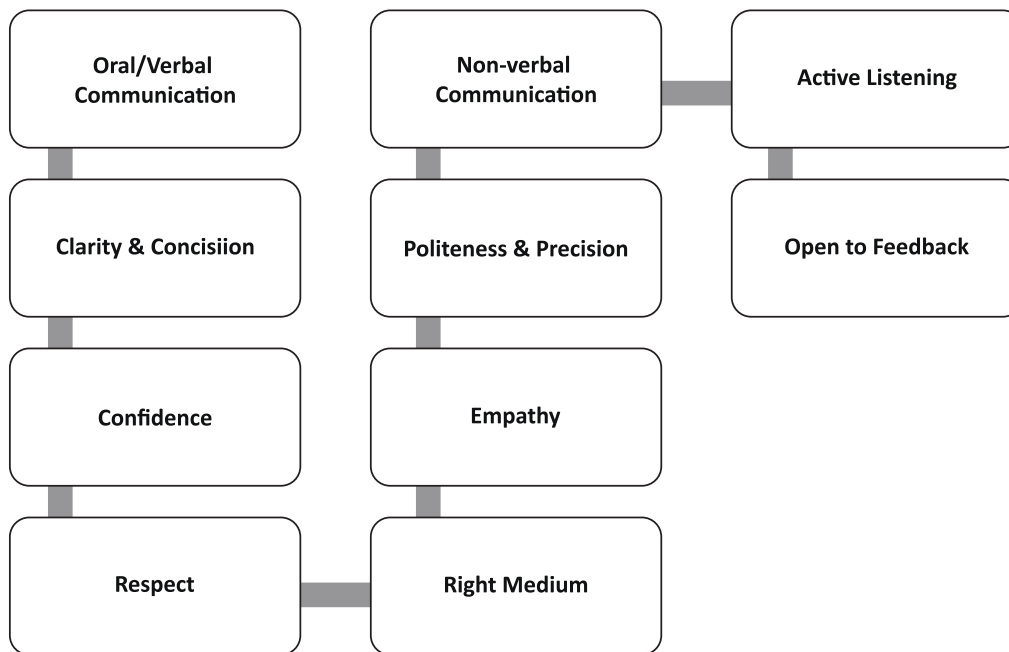 Oral/Verbal
Communication
Clarity & Concisiion
Confidence
Respect
Right Medium
Empathy
Politeness & Precision
Non-verbal
Communication
Active Listening
Open to Feedback